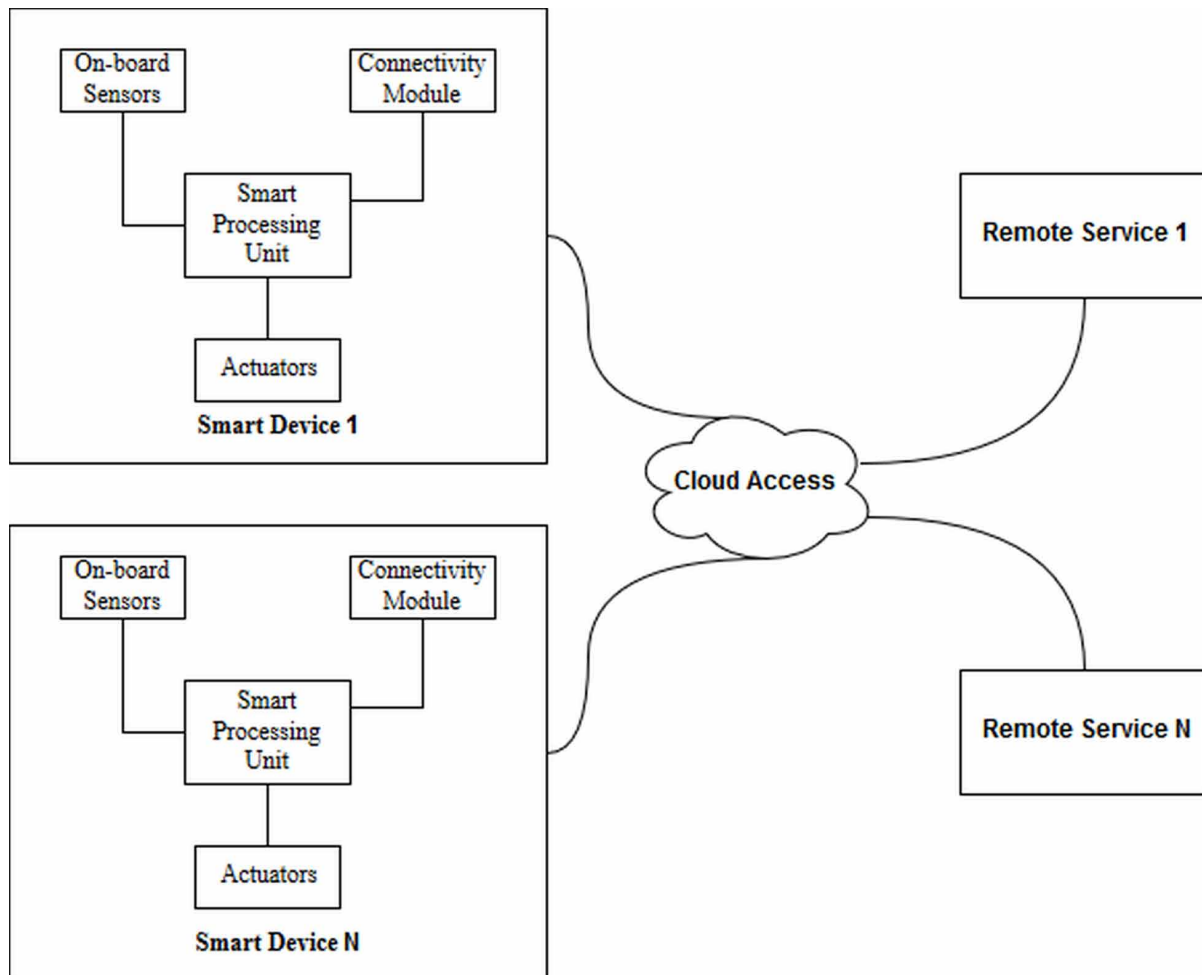 On-board
Sensors
Connectivity
Module
Smart
Processing
Unit
Actuators
Smart Device 1
Remote Service 1
Cloud Access
On-board
Sensors
Connectivity
Module
Smart
Processing
Unit
Actuators
Smart Device N
Remote Service N